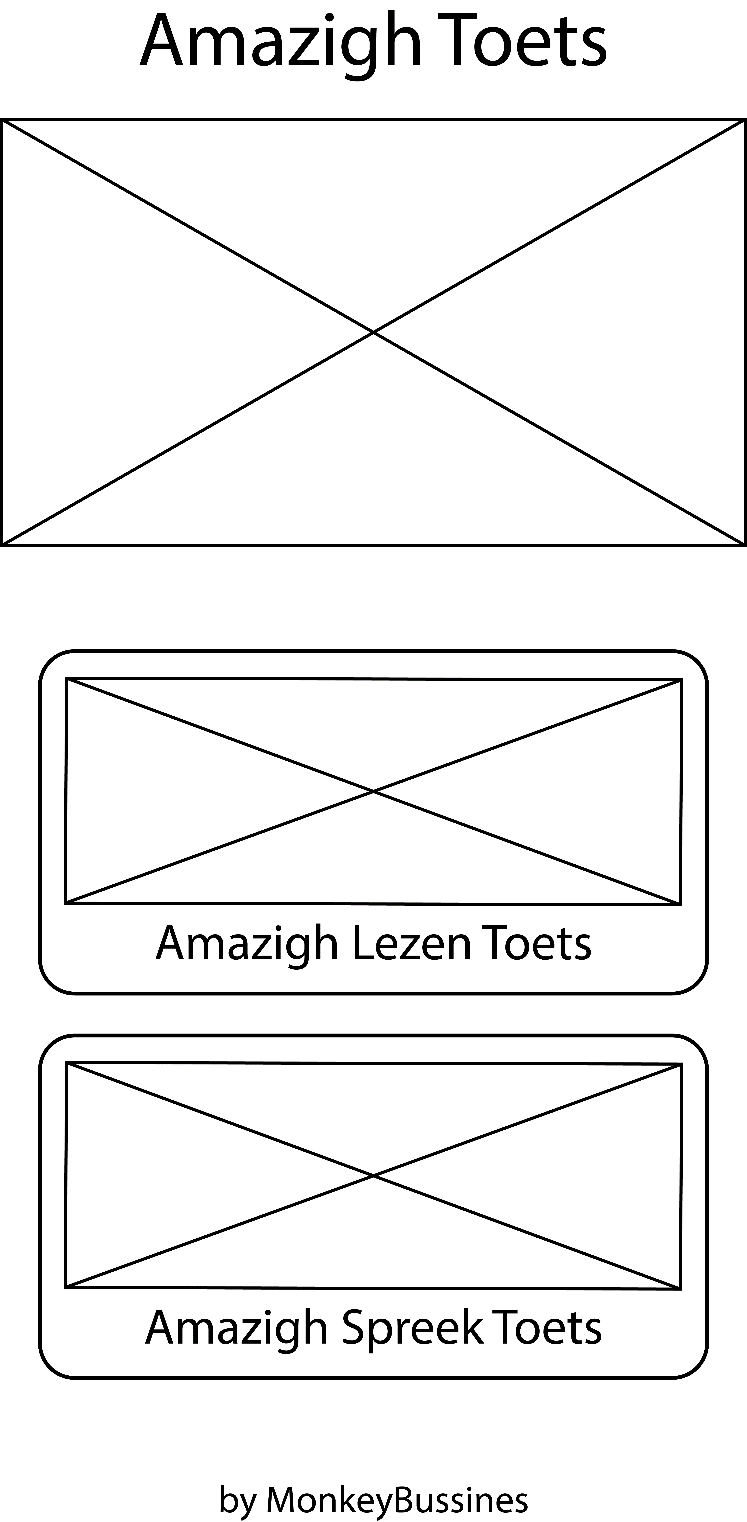 Amazigh Toets
Amazigh Lezen Toets
Amazigh Spreek Toets
by MonkeyBussines